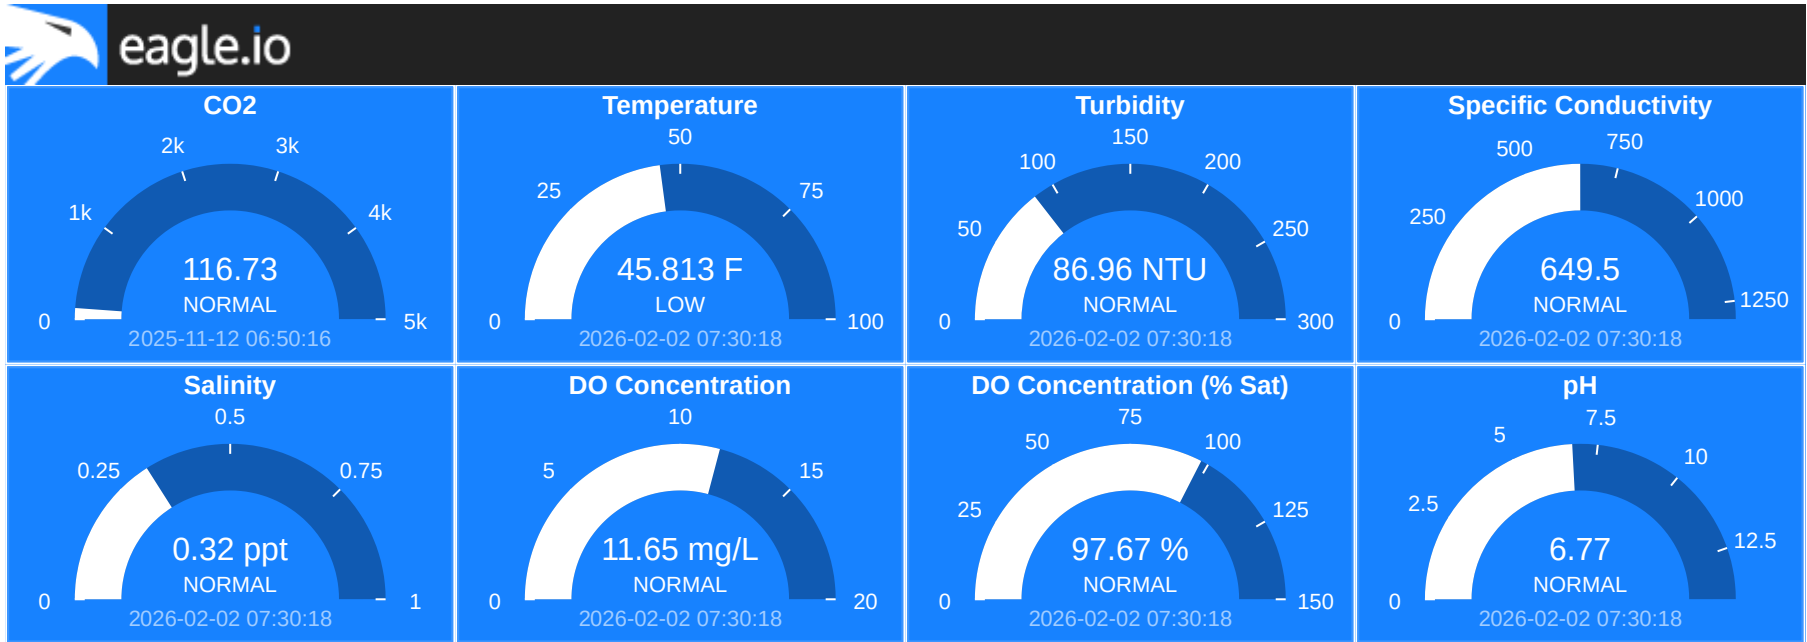 eagle.io
CO2
0
1k
2k
3k
4k
5k
116.73
NORMAL
2025-11-12 06:50:16
Temperature
0
25
50
75
100
45.813 F
LOW
2026-02-02 07:30:18
Turbidity
0
50
100
150
200
250
300
86.96 NTU
NORMAL
2026-02-02 07:30:18
Specific Conductivity
0
250
500
750
1000
1250
649.5
NORMAL
2026-02-02 07:30:18
Salinity
0
0.25
0.5
0.75
1
0.32 ppt
NORMAL
2026-02-02 07:30:18
DO Concentration
0
5
10
15
20
11.65 mg/L
NORMAL
2026-02-02 07:30:18
DO Concentration (% Sat)
0
25
50
75
100
125
150
97.67 %
NORMAL
2026-02-02 07:30:18
pH
0
2.5
5
7.5
10
12.5
6.77
NORMAL
2026-02-02 07:30:18